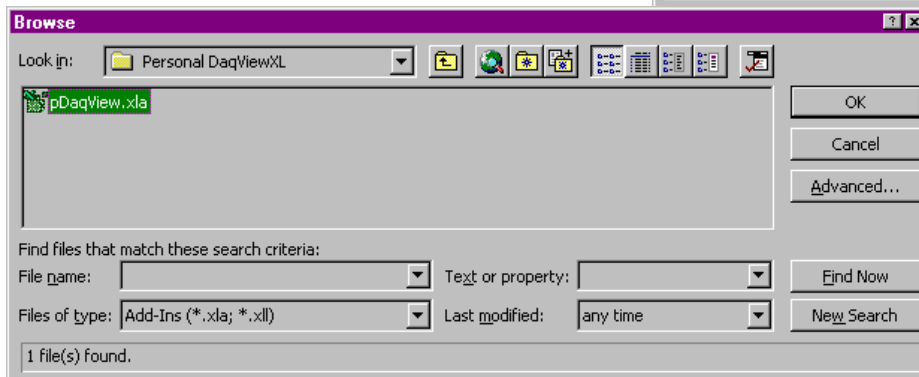 Browse
Look in: Personal DaqViewXL
pDaqView.xla
OK
Cancel
Advanced...
Find files that match these search criteria:
File name: Text or property: Find Now
Files of type: Add-Ins (*.xla; *.xll) Last modified: any time New Search
1 file(s) found.